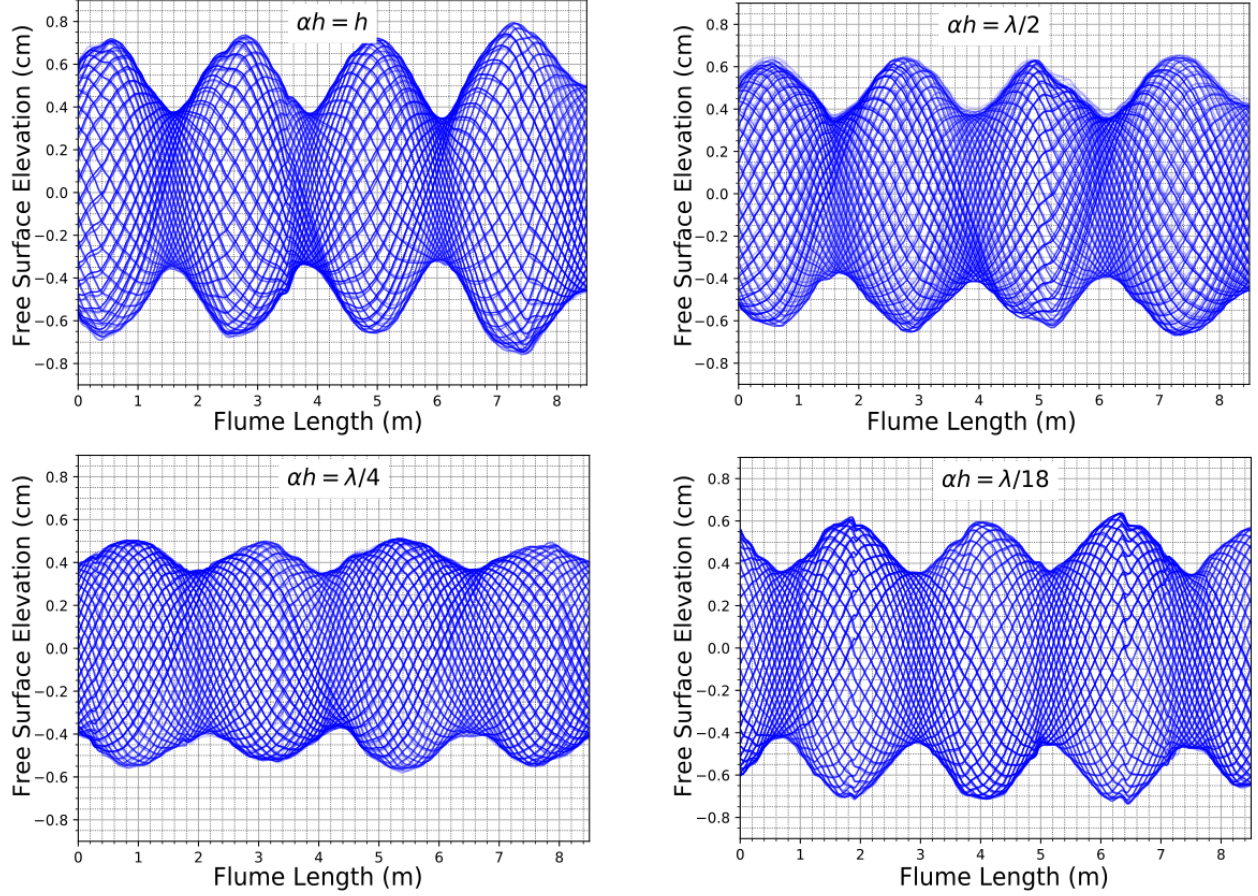 αh = h
Free Surface Elevation (cm)
0.8
0.6
0.4
0.2
0.0
−0.2
−0.4
−0.6
−0.8
0 1 2 3 4 5 6 7 8
Flume Length (m)
αh = λ/2
Free Surface Elevation (cm)
0.8
0.6
0.4
0.2
0.0
−0.2
−0.4
−0.6
−0.8
0 1 2 3 4 5 6 7 8
Flume Length (m)
αh = λ/4
Free Surface Elevation (cm)
0.8
0.6
0.4
0.2
0.0
−0.2
−0.4
−0.6
−0.8
0 1 2 3 4 5 6 7 8
Flume Length (m)
αh = λ/18
Free Surface Elevation (cm)
0.8
0.6
0.4
0.2
0.0
−0.2
−0.4
−0.6
−0.8
0 1 2 3 4 5 6 7 8
Flume Length (m)